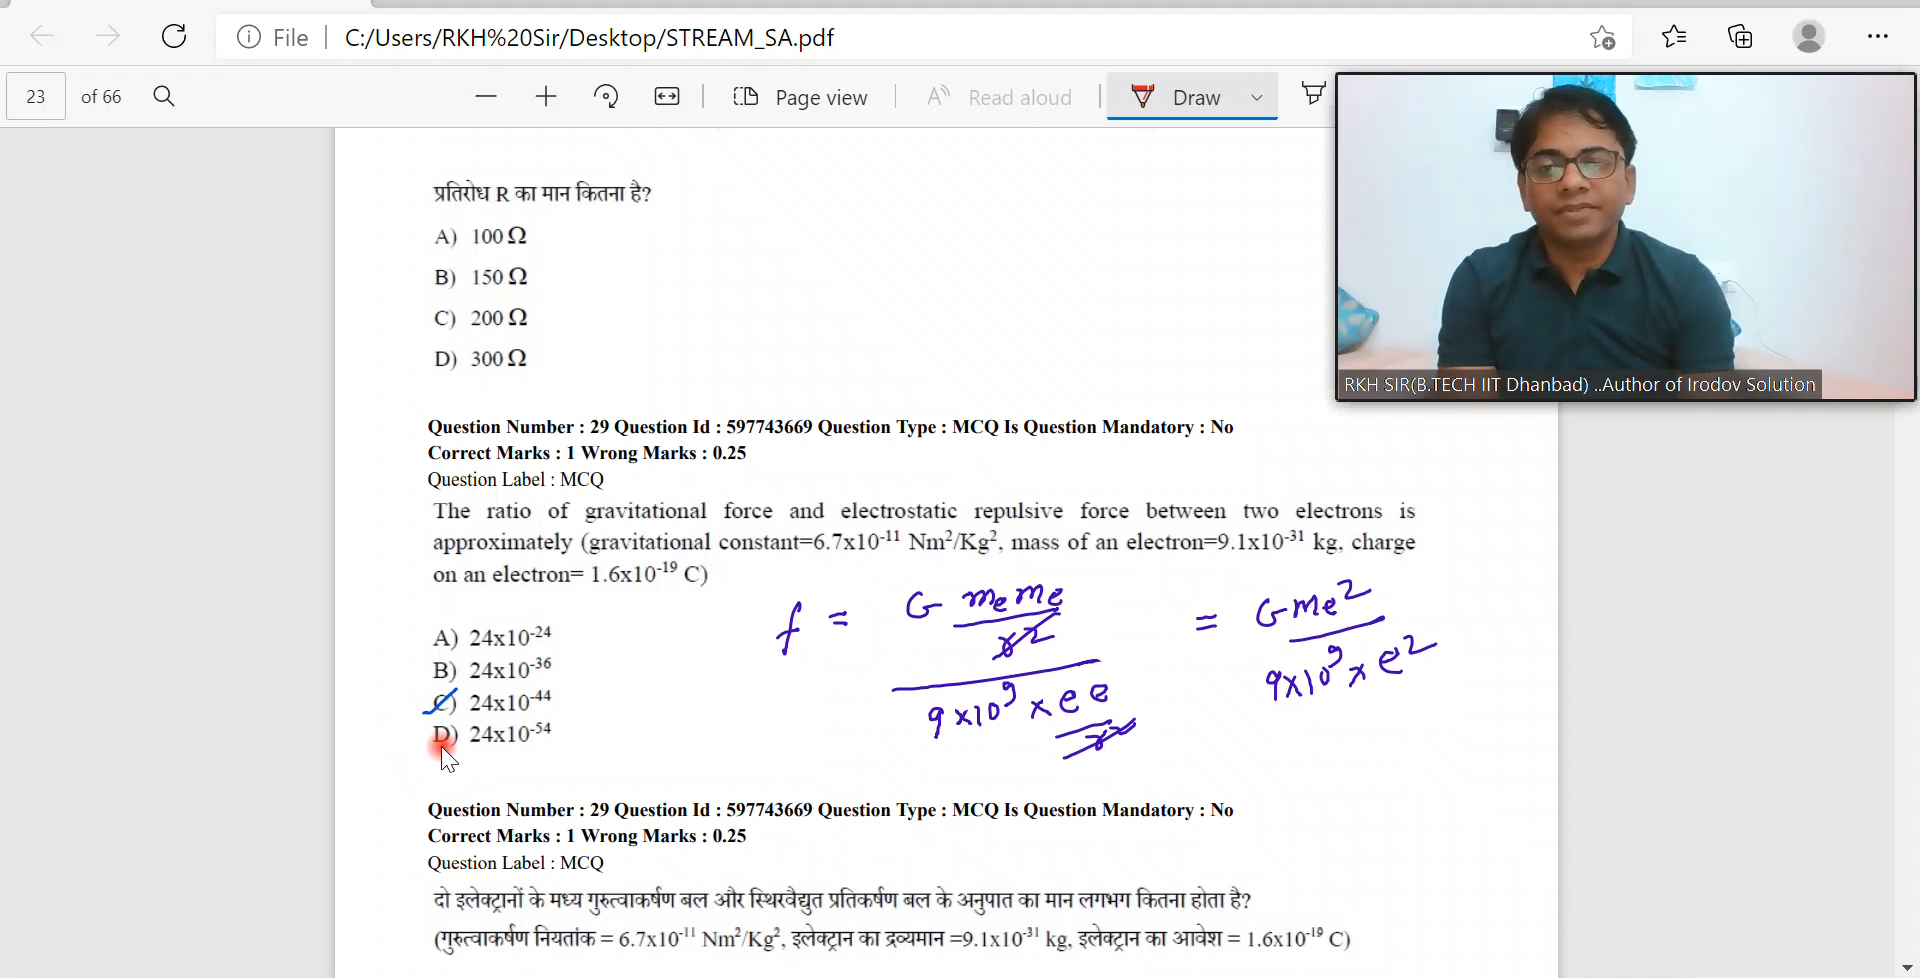 File | C:/Users/RKH%20Sir/Desktop/STREAM_SA.pdf
23 of 66
Page view
Read aloud
Draw
प्रतिरोध R का मान कितना है?
A) 100 Ω
B) 150 Ω
C) 200 Ω
D) 300 Ω
RKH SIR(B.TECH IIT Dhanbad) ..Author of Irodov Solution
Question Number : 29 Question Id : 597743669 Question Type : MCQ Is Question Mandatory : No
Correct Marks : 1 Wrong Marks : 0.25
Question Label : MCQ
The ratio of gravitational force and electrostatic repulsive force between two electrons is
approximately (gravitational constant=6.7x10⁻¹¹ Nm²/Kg², mass of an electron=9.1x10⁻³¹ kg, charge
on an electron= 1.6x10⁻¹⁹ C)
f = G mₑmₑ / r² / 9x10⁹ x e e / r² = Gmₑ² / 9x10⁹ x e²
A) 24x10⁻²⁴
B) 24x10⁻³⁶
C) 24x10⁻⁴⁴
D) 24x10⁻⁵⁴
Question Number : 29 Question Id : 597743669 Question Type : MCQ Is Question Mandatory : No
Correct Marks : 1 Wrong Marks : 0.25
Question Label : MCQ
दो इलेक्ट्रानों के मध्य गुरुत्वाकर्षण बल और स्थिरवैद्युत प्रतिकर्षण बल के अनुपात का मान लगभग कितना होता है?
(गुरुत्वाकर्षण नियतांक = 6.7x10⁻¹¹ Nm²/Kg², इलेक्ट्रान का द्रव्यमान =9.1x10⁻³¹ kg, इलेक्ट्रान का आवेश = 1.6x10⁻¹⁹ C)